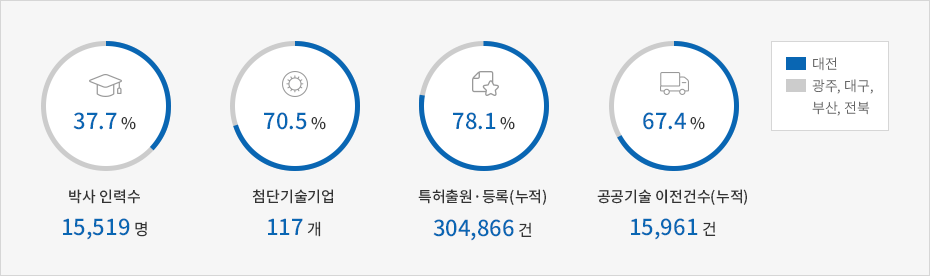 37.7 %
70.5 %
78.1 %
67.4 %
대전
광주, 대구,
부산, 전북
박사 인력수
첨단기술기업
특허출원·등록(누적)
공공기술 이전건수(누적)
15,519 명
117 개
304,866 건
15,961 건